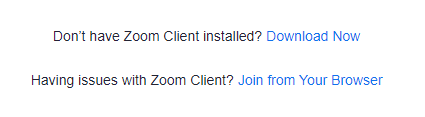 Don’t have Zoom Client installed? Download Now
Having issues with Zoom Client? Join from Your Browser